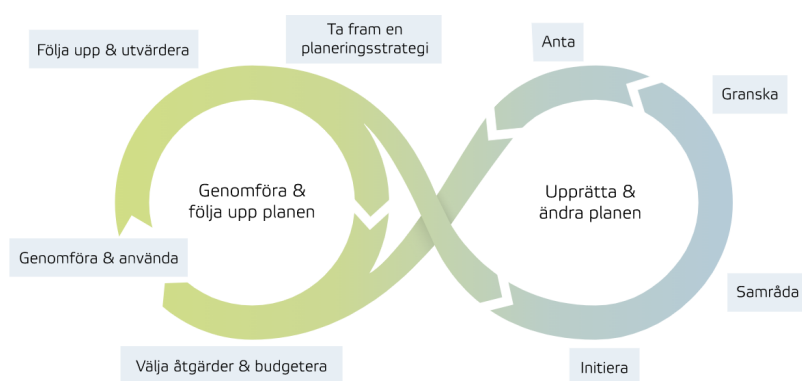 Följa upp & utvärdera
Ta fram en
planeringsstrategi
Anta
Granska
Genomföra &
följa upp planen
Upprätta &
ändra planen
Genomföra & använda
Samråda
Välja åtgärder & budgetera
Initiera